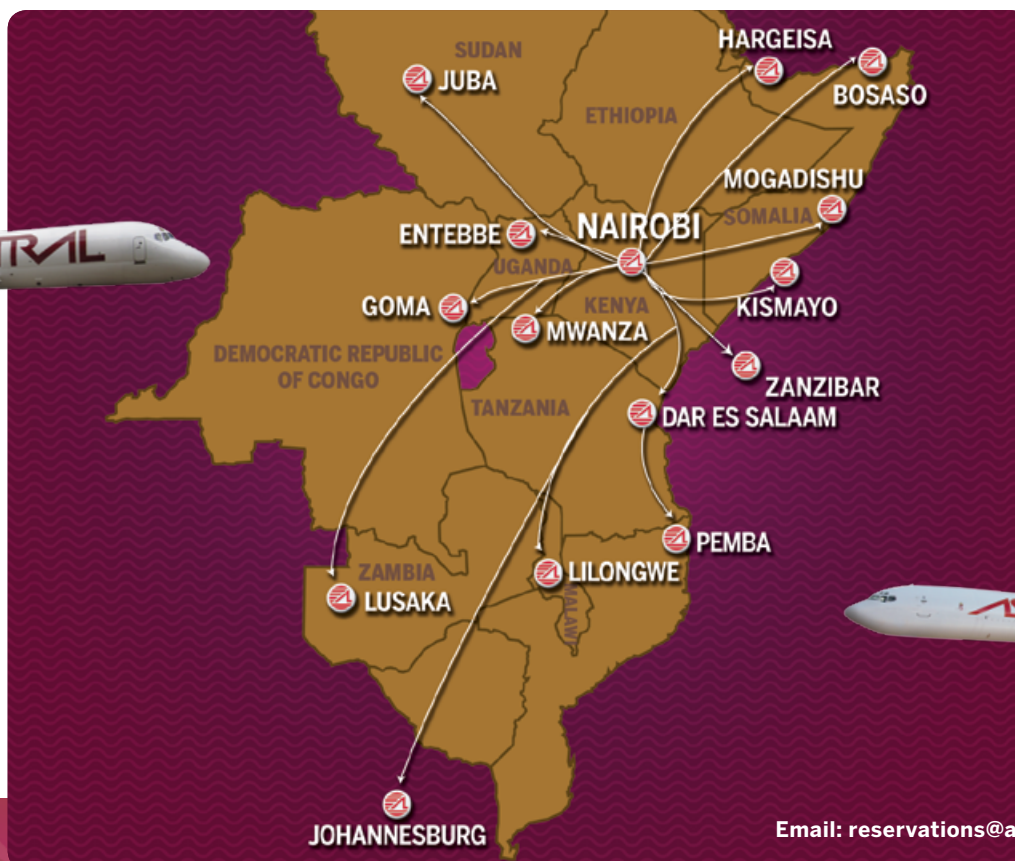 HARGEISA
SUDAN
JUBA
BOSASO
ETHIOPIA
MOGADISHU
SOMALIA
NAIROBI
ENTEBBE
TRAL
UGANDA
GOMA
KENYA
KISMAYO
MWANZA
DEMOCRATIC REPUBLIC
OF CONGO
ZANZIBAR
TANZANIA
DAR ES SALAAM
PEMBA
ZAMBIA
LILONGWE
LUSAKA
MALAWI
JOHANNESBURG
Email: reservations@a